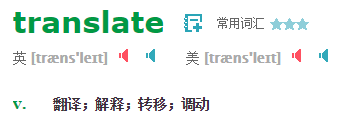 translate 常用词汇
英 [træns'leɪt] 美 [træns'leɪt]
v. 翻译；解释；转移；调动